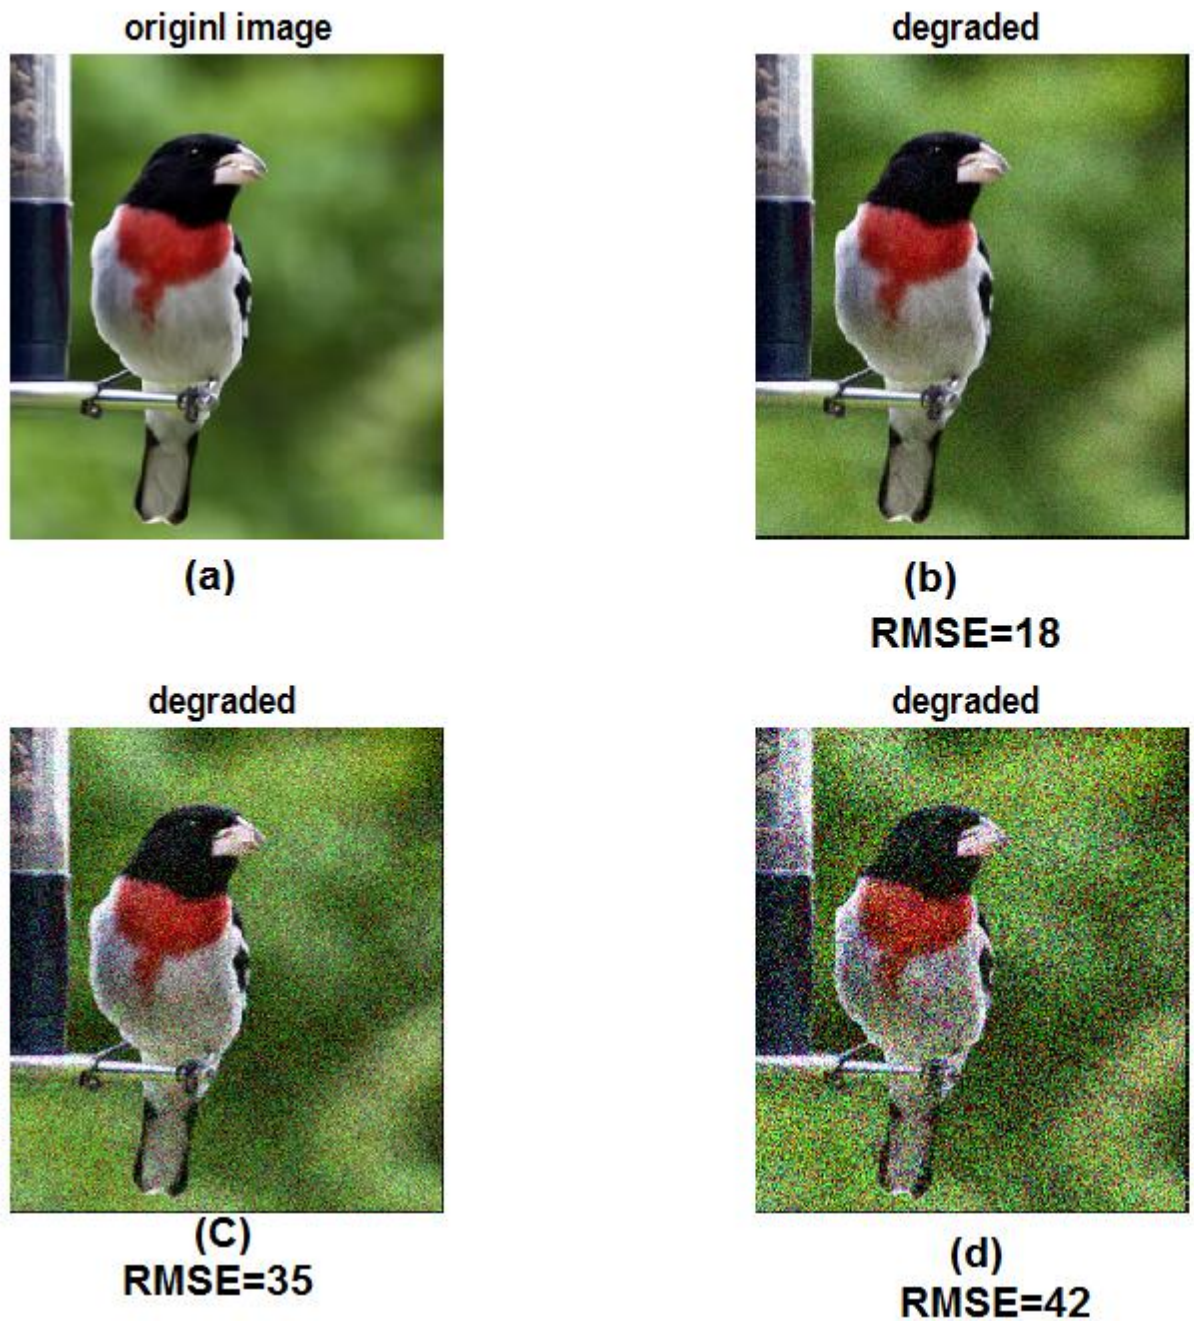 originl image
degraded
(a)
(b)
RMSE=18
degraded
degraded
(C)
RMSE=35
(d)
RMSE=42